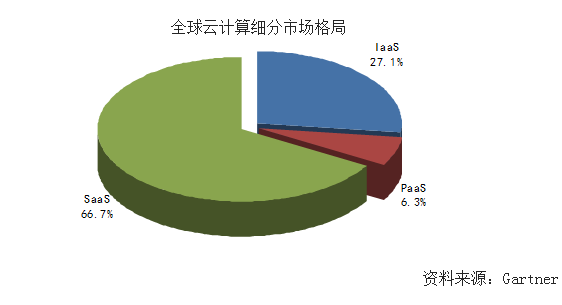 全球云计算细分市场格局
IaaS
27.1%
PaaS
6.3%
SaaS
66.7%
资料来源：Gartner